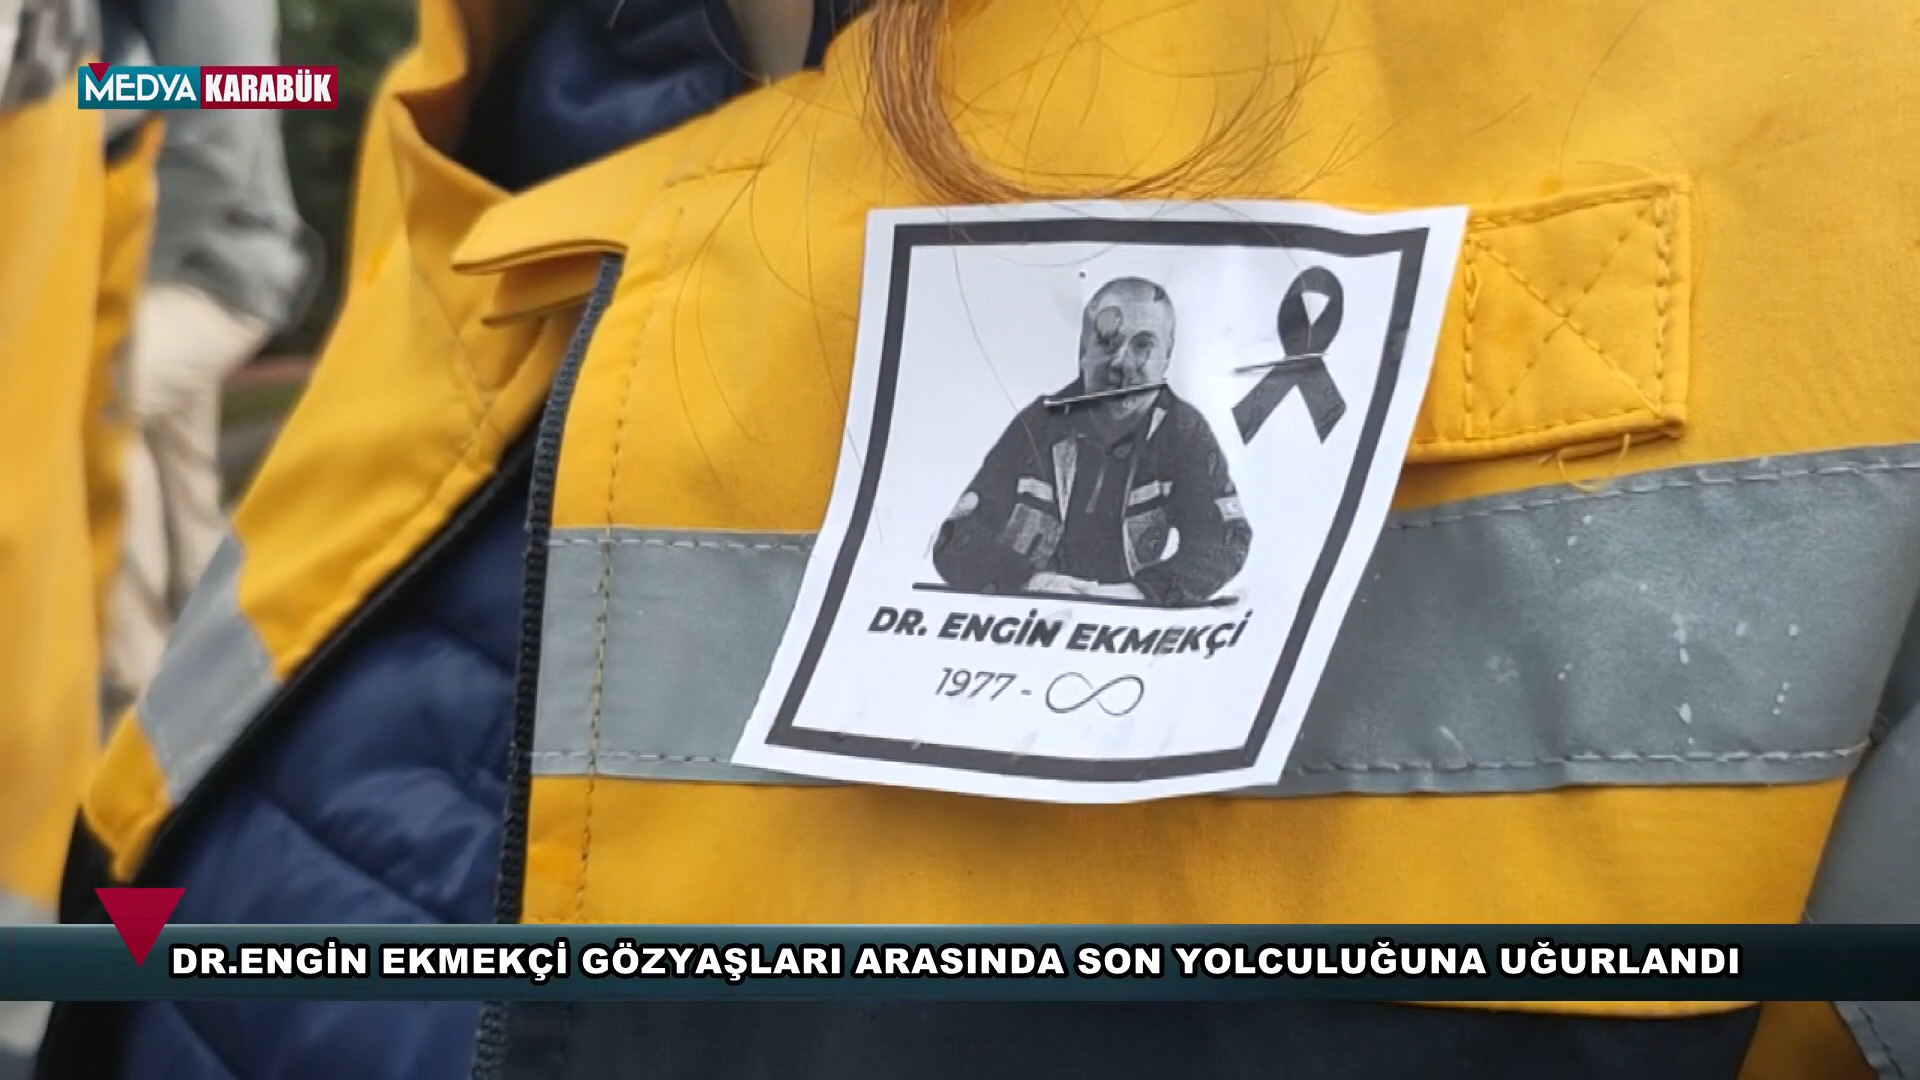 MEDYA KARABÜK
DR. ENGİN EKMEKÇİ
1977 - ∞
DR.ENGİN EKMEKÇİ GÖZYAŞLARI ARASINDA SON YOLCULUĞUNA UĞURLANDI